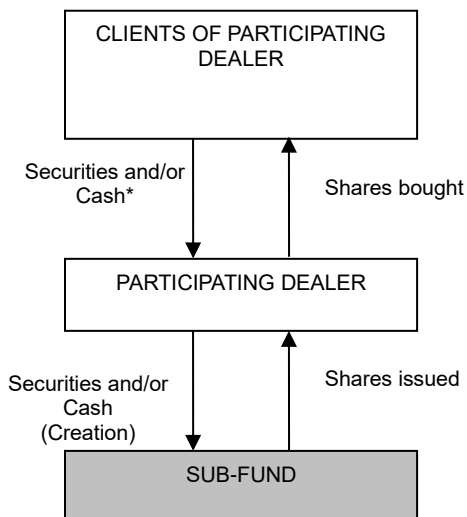 CLIENTS OF PARTICIPATING
DEALER
Securities and/or
Cash*
Shares bought
PARTICIPATING DEALER
Securities and/or
Cash
(Creation)
Shares issued
SUB-FUND